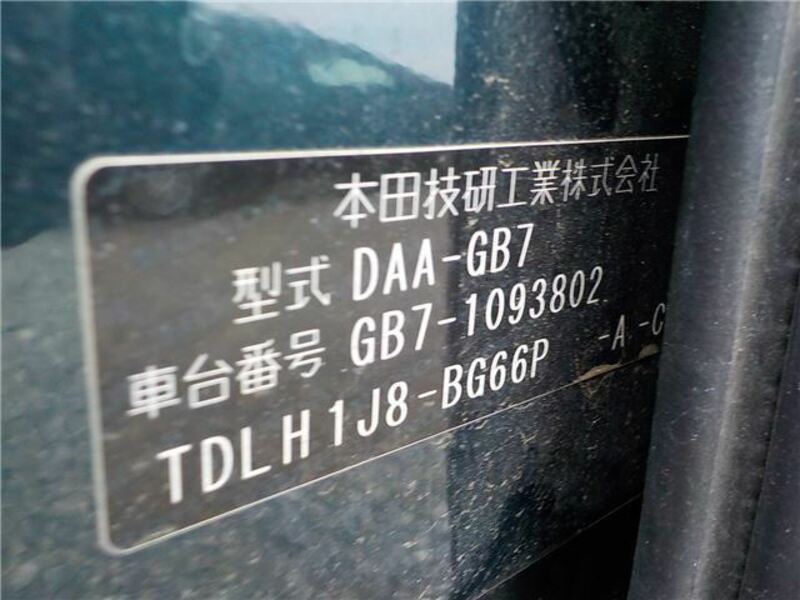 本田技研工業株式会社
型式 DAA-GB7
車台番号 GB7-1093802
TDLH1J8-BG66P -A -C